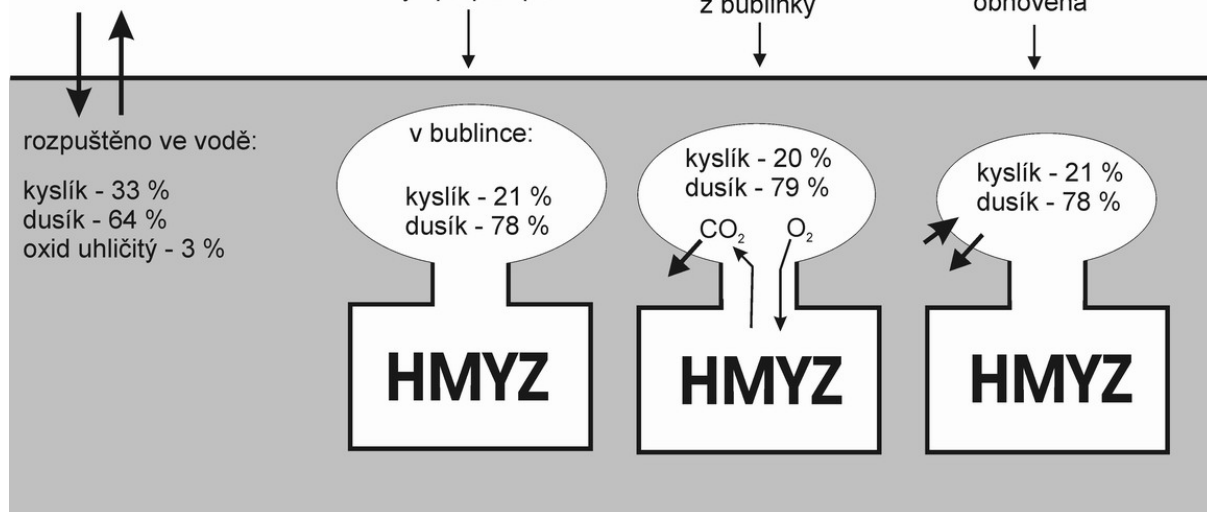 z bublinky
obnovena
rozpuštěno ve vodě:
kyslík - 33 %
dusík - 64 %
oxid uhličitý - 3 %
v bublince:
kyslík - 21 %
dusík - 78 %
HMYZ
kyslík - 20 %
dusík - 79 %
CO₂
O₂
HMYZ
kyslík - 21 %
dusík - 78 %
HMYZ